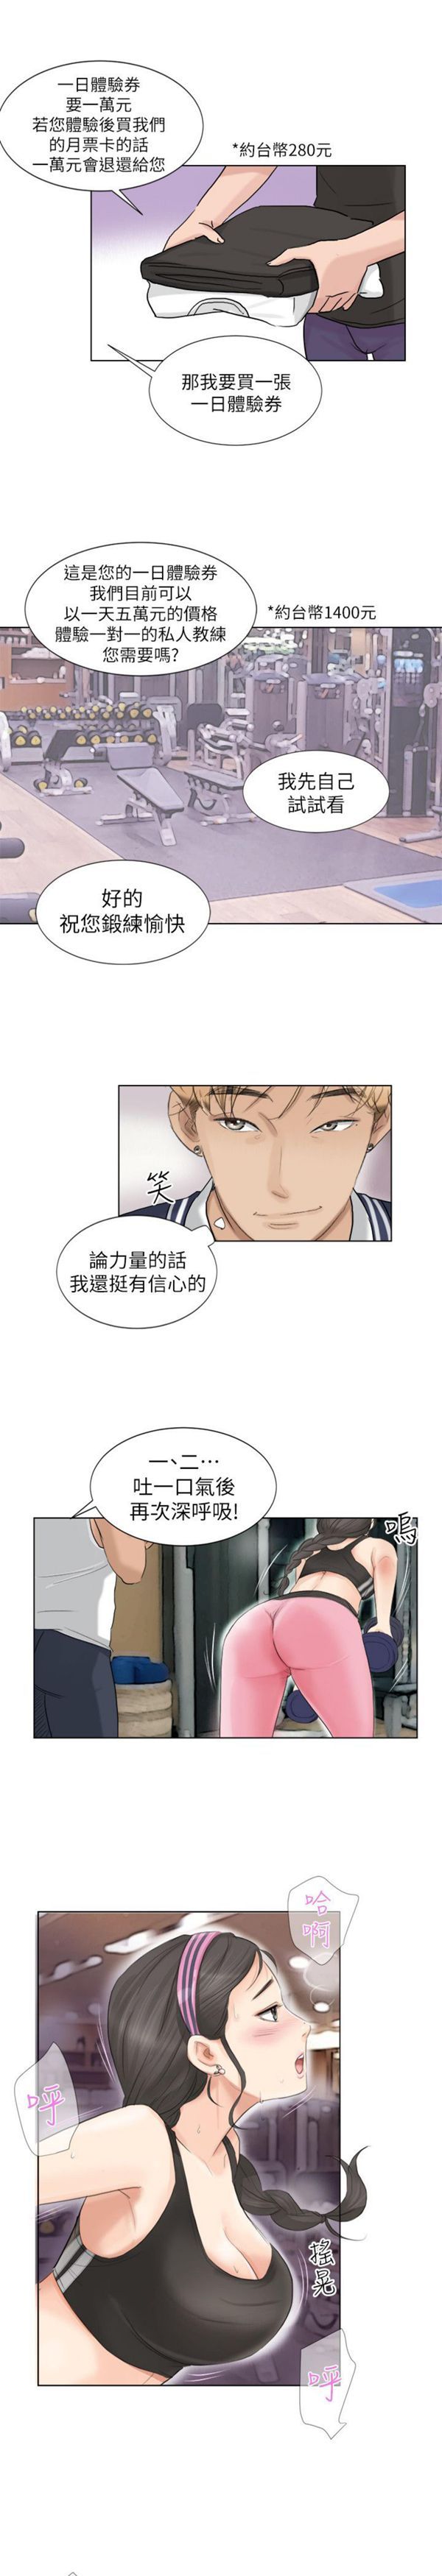 一日體驗券
要一萬元
若您體驗後買我們
的月票卡的話
一萬元會退還給您
*約台幣280元
那我要買一張
一日體驗券
這是您的一日體驗券
我們目前可以
以一天五萬元的價格
體驗一對一的私人教練
您需要嗎?
*約台幣1400元
我先自己
試試看
好的
祝您鍛練愉快
笑
論力量的話
我還挺有信心的
一、二…
吐一口氣後
再次深呼吸!
嗚
哈
啊
呼
搖
晃
呼